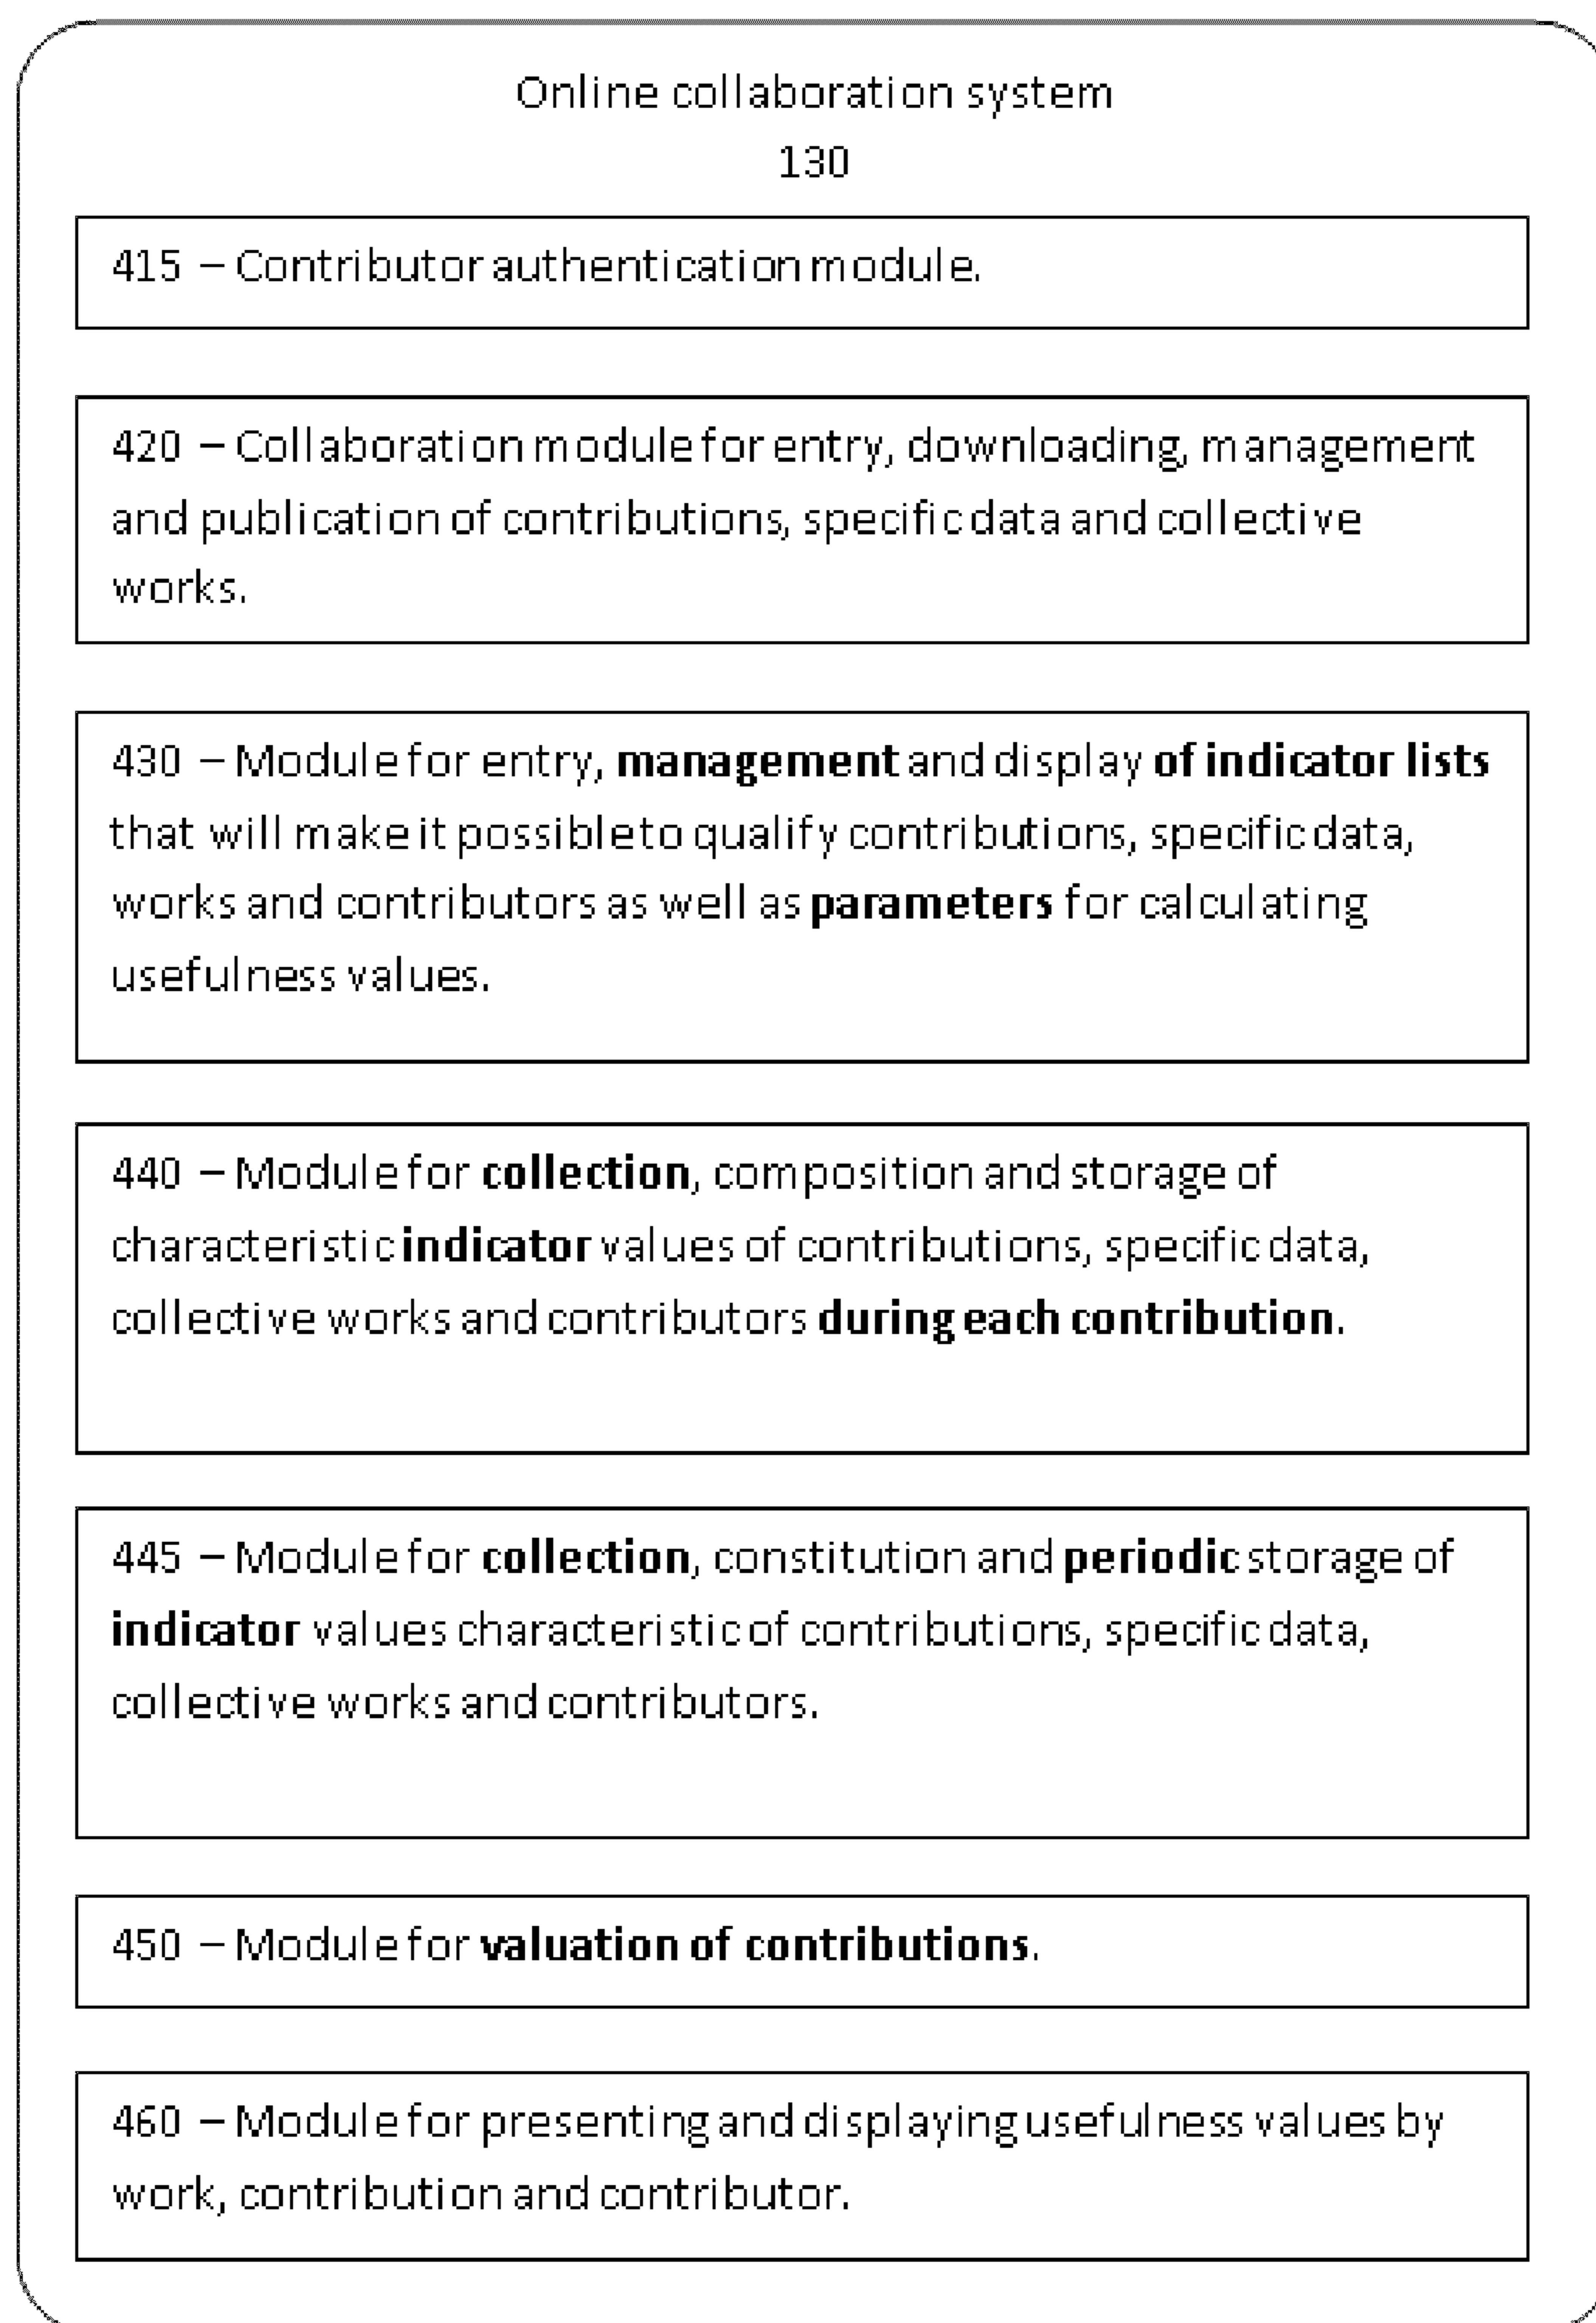 Online collaboration system
130
415 – Contributor authentication module.
420 – Collaboration module for entry, downloading, management
and publication of contributions, specific data and collective
works.
430 – Module for entry, management and display of indicator lists
that will make it possible to qualify contributions, specific data,
works and contributors as well as parameters for calculating
usefulness values.
440 – Module for collection, composition and storage of
characteristic indicator values of contributions, specific data,
collective works and contributors during each contribution.
445 – Module for collection, constitution and periodic storage of
indicator values characteristic of contributions, specific data,
collective works and contributors.
450 – Module for valuation of contributions.
460 – Module for presenting and displaying usefulness values by
work, contribution and contributor.